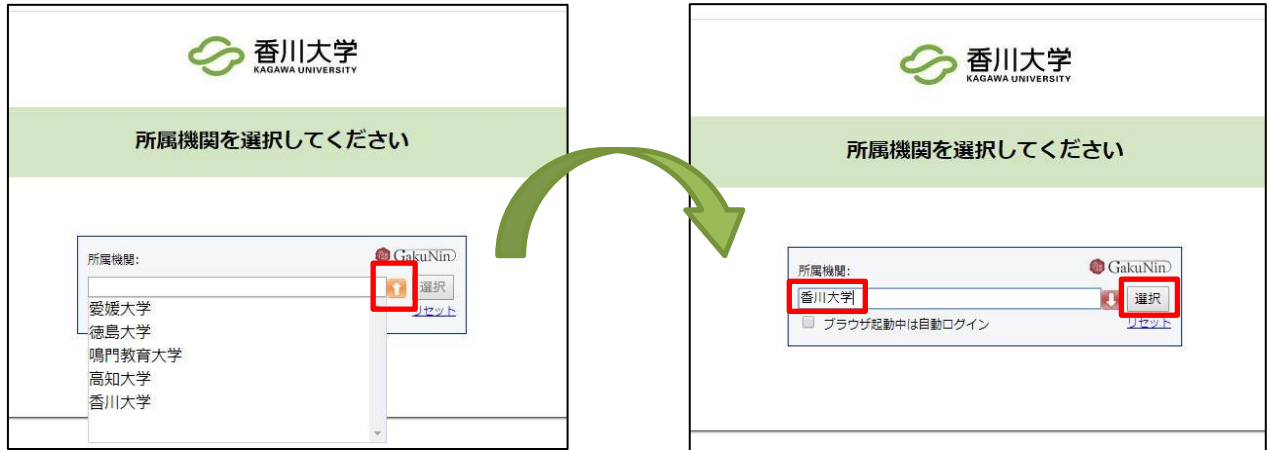 香川大学
KAGAWA UNIVERSITY
所属機関を選択してください
所属機関:
GakuNin
選択
リセット
愛媛大学
徳島大学
鳴門教育大学
高知大学
香川大学
香川大学
KAGAWA UNIVERSITY
所属機関を選択してください
所属機関:
GakuNin
香川大学
選択
ブラウザ起動中は自動ログイン
リセット